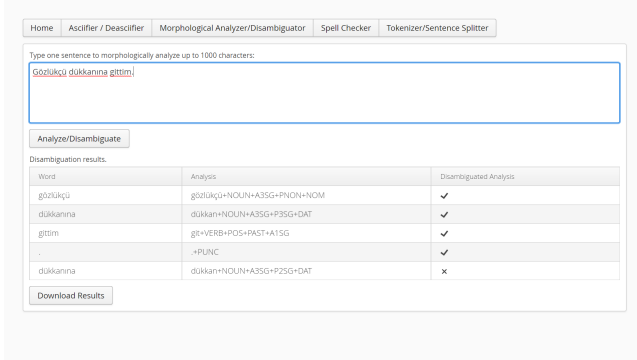 Home Asciifier / Deasciifier Morphological Analyzer/Disambiguator Spell Checker Tokenizer/Sentence Splitter
Type one sentence to morphologically analyze up to 1000 characters:
Gözlükçü dükkanına gittim.
Analyze/Disambiguate
Disambiguation results.
Word Analysis Disambiguated Analysis
gözlükçü gözlükçü+NOUN+A3SG+PNON+NOM ✔
dükkanına dükkan+NOUN+A3SG+P3SG+DAT ✔
gittim git+VERB+POS+PAST+A1SG ✔
. .+PUNC ✔
dükkanına dükkan+NOUN+A3SG+P2SG+DAT ×
Download Results